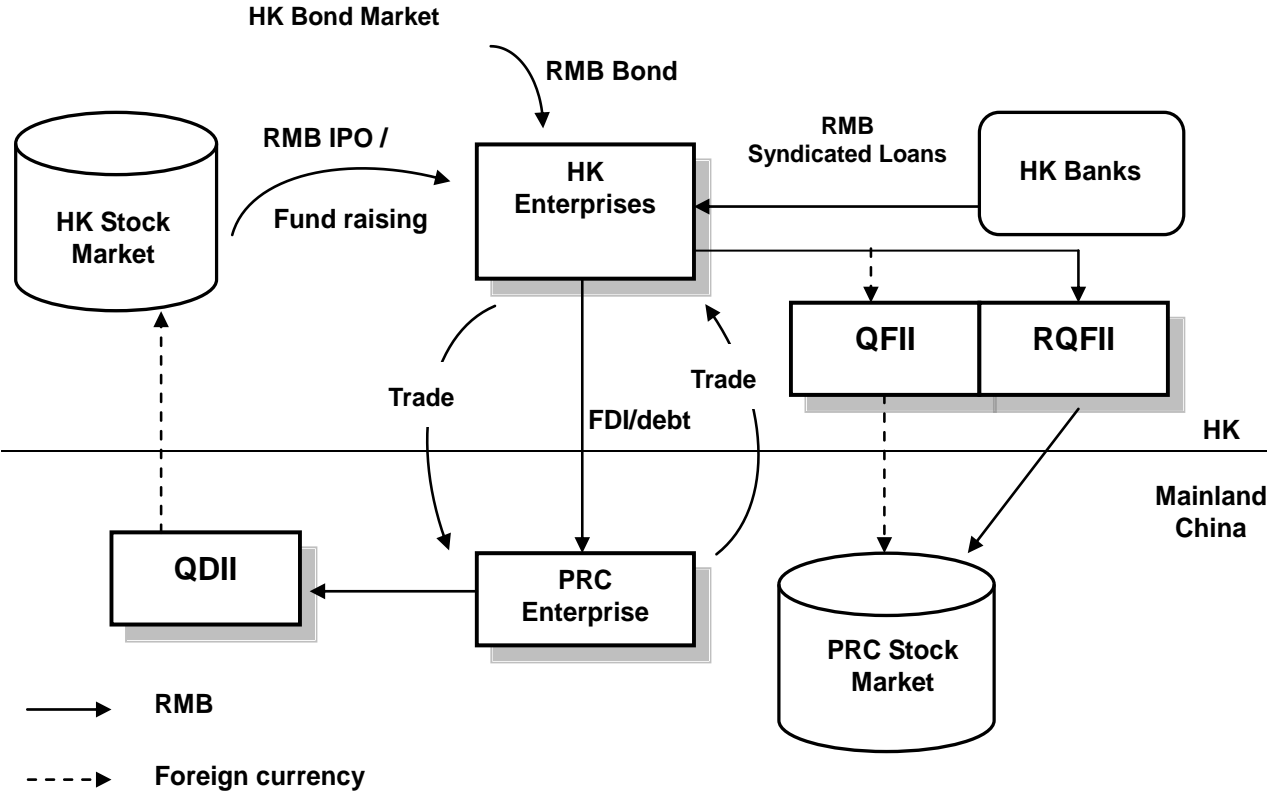 HK Bond Market
RMB Bond
RMB IPO /
Fund raising
HK Stock
Market
HK
Enterprises
RMB
Syndicated Loans
HK Banks
QFII
RQFII
Trade
Trade
FDI/debt
HK
Mainland
China
QDII
PRC
Enterprise
PRC Stock
Market
RMB
Foreign currency